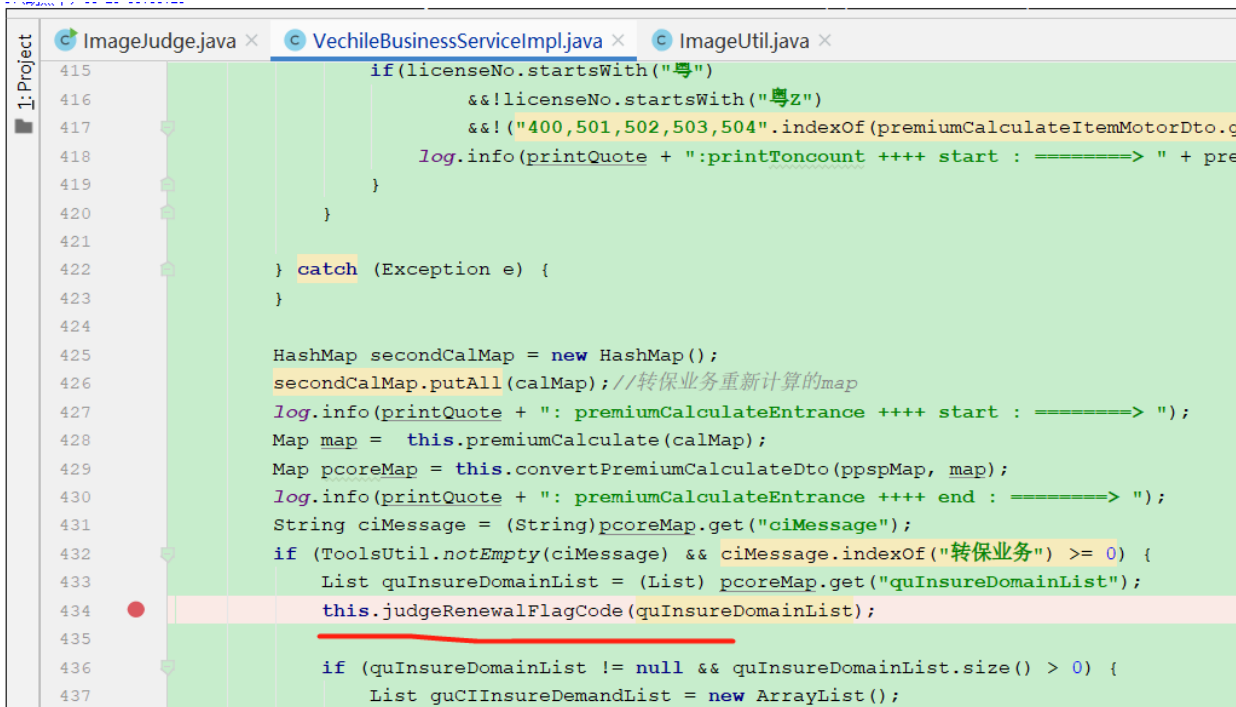 ImageJudge.java
VechileBusinessServiceImpl.java
ImageUtil.java
1: Project
415 if(licenseNo.startsWith("粤")
416 &&!licenseNo.startsWith("粤Z")
417 &&!("400,501,502,503,504".indexOf(premiumCalculateItemMotorDto.g
418 log.info(printQuote + ":printToncount ++++ start : ========> " + pre
419 }
420 }
421
422 } catch (Exception e) {
423 }
424
425 HashMap secondCalMap = new HashMap();
426 secondCalMap.putAll(calMap);//转保业务重新计算的map
427 log.info(printQuote + ": premiumCalculateEntrance ++++ start : ========> ");
428 Map map = this.premiumCalculate(calMap);
429 Map pcoreMap = this.convertPremiumCalculateDto(ppspMap, map);
430 log.info(printQuote + ": premiumCalculateEntrance ++++ end : ========> ");
431 String ciMessage = (String)pcoreMap.get("ciMessage");
432 if (ToolsUtil.notEmpty(ciMessage) && ciMessage.indexOf("转保业务") >= 0) {
433 List quInsureDomainList = (List) pcoreMap.get("quInsureDomainList");
434 this.judgeRenewalFlagCode(quInsureDomainList);
435
436 if (quInsureDomainList != null && quInsureDomainList.size() > 0) {
437 List guCIInsureDemandList = new ArrayList();